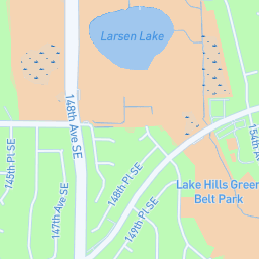 Larsen Lake
148th Ave SE
154th A
145th Pl SE
147th Ave SE
148th Pl SE
149th Pl SE
Lake Hills Green
Belt Park